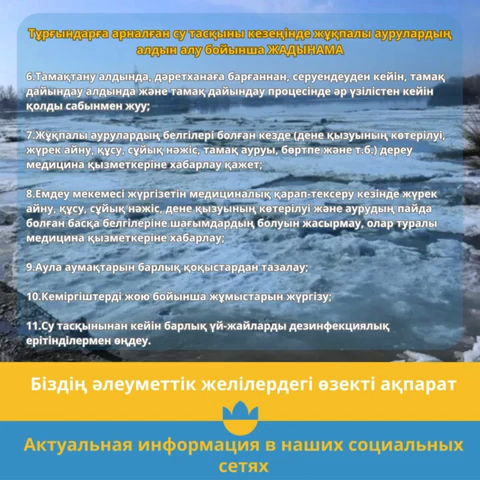 Тұрғындарға арналған су тасқыны кезеңінде жұқпалы аурулардың
алдын алу бойынша ЖАДЫНАМА
6.Тамақтану алдында, дәретханаға барғаннан, серуендеуден кейін, тамақ
дайындау алдында және тамақ дайындау процесінде әр үзілістен кейін
қолды сабынмен жуу;
7.Жұқпалы аурулардың белгілері болған кезде (дене қызуының көтерілуі,
жүрек айну, құсу, сұйық нәжіс, тамақ ауруы, бөртпе және т.б.) дереу
медицина қызметкеріне хабарлау қажет;
8.Емдеу мекемесі жүргізетін медициналық қарап-тексеру кезінде жүрек
айну, құсу, сұйық нәжіс, дене қызуының көтерілуі және аурудың пайда
болған басқа белгілеріне шағымдардың болуын жасырмау, олар туралы
медицина қызметкеріне хабарлау;
9.Аула аумақтарын барлық қоқыстардан тазалау;
10.Кеміргіштерді жою бойынша жұмыстарын жүргізу;
11.Су тасқынынан кейін барлық үй-жайларды дезинфекциялық
ерітінділермен өңдеу.
Біздің әлеуметтік желілердегі өзекті ақпарат
Актуальная информация в наших социальных
сетях